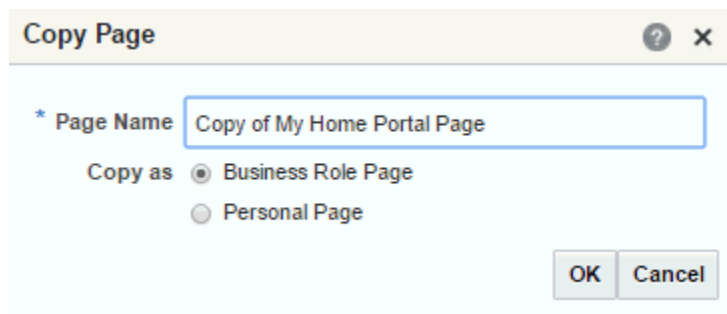 Copy Page
* Page Name Copy of My Home Portal Page
Copy as Business Role Page
Personal Page
OK Cancel